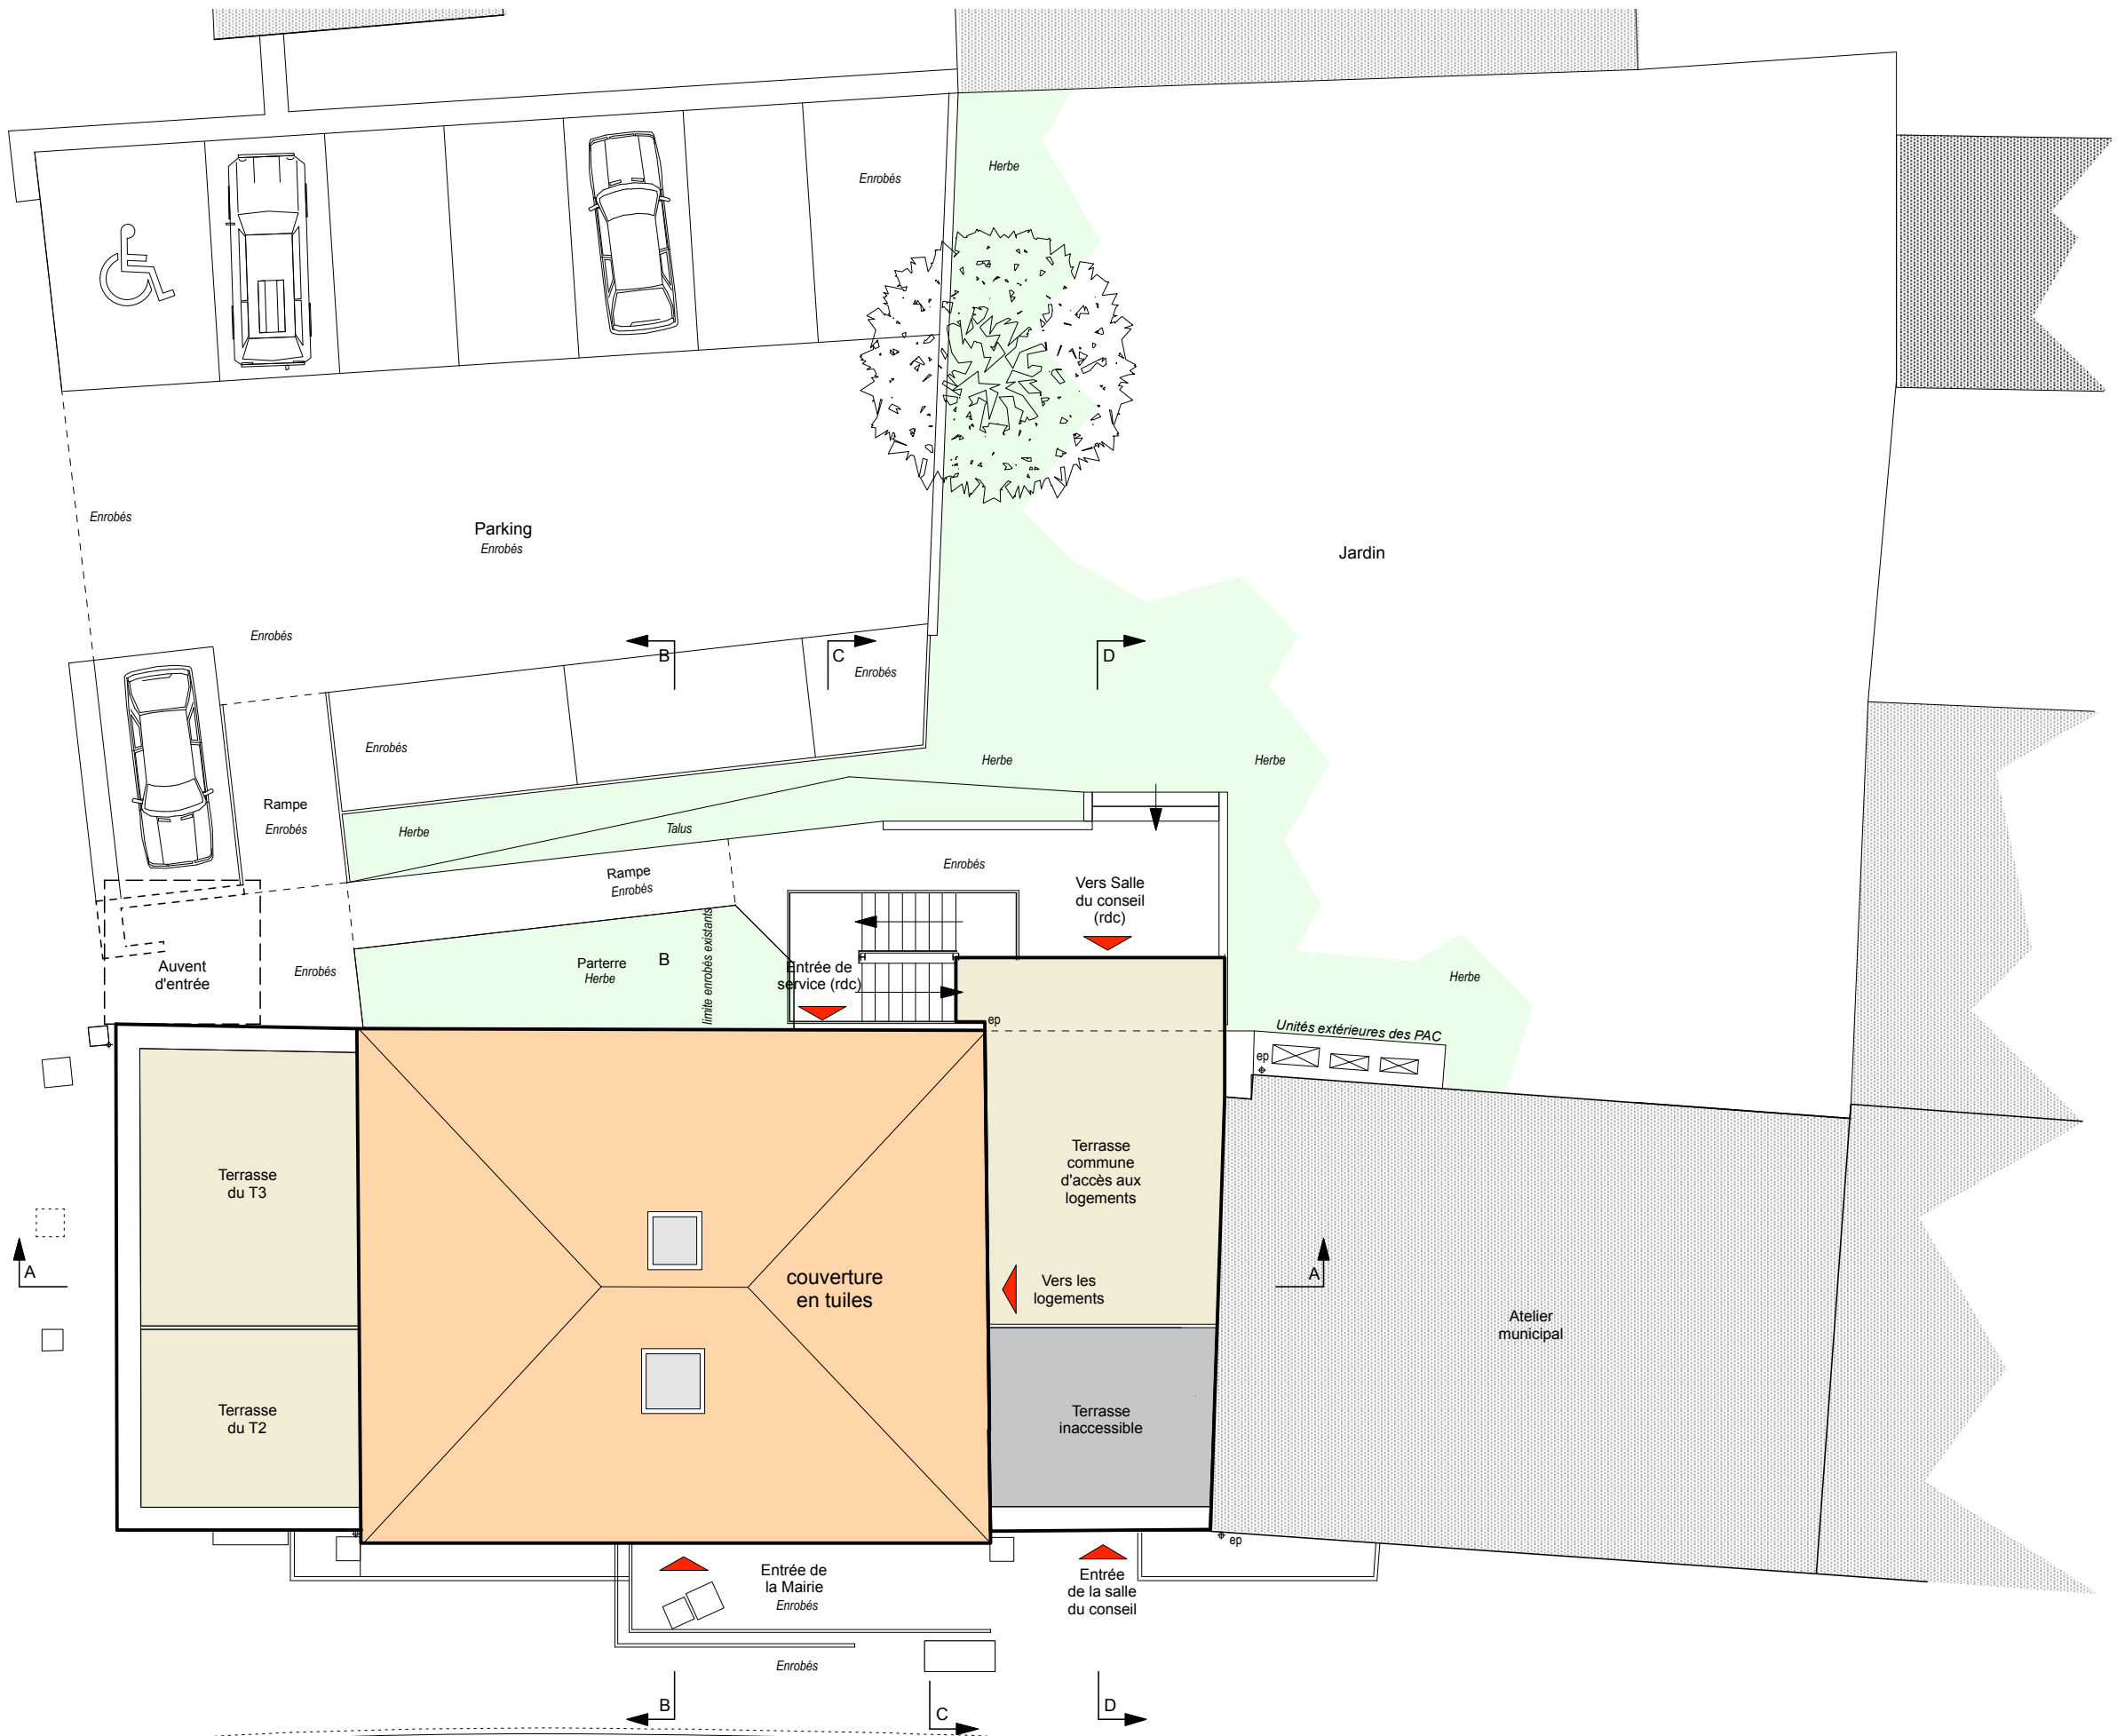 Herbe
Enrobés
Enrobés
Parking
Enrobés
Jardin
Enrobés
B
C
D
Enrobés
Enrobés
Herbe
Herbe
Rampe
Enrobés
Herbe
Talus
Rampe
Enrobés
Enrobés
Vers Salle
du conseil
(rdc)
limite enrobés existants
Auvent
d'entrée
Enrobés
Parterre
Herbe
B
Entrée de
service (rdc)
Herbe
ep
Unités extérieures des PAC
ep
Terrasse
du T3
Terrasse
commune
d'accès aux
logements
A
couverture
en tuiles
Vers les
logements
A
Atelier
municipal
Terrasse
du T2
Terrasse
inaccessible
ep
Entrée de
la Mairie
Enrobés
Entrée
de la salle
du conseil
Enrobés
B
C
D